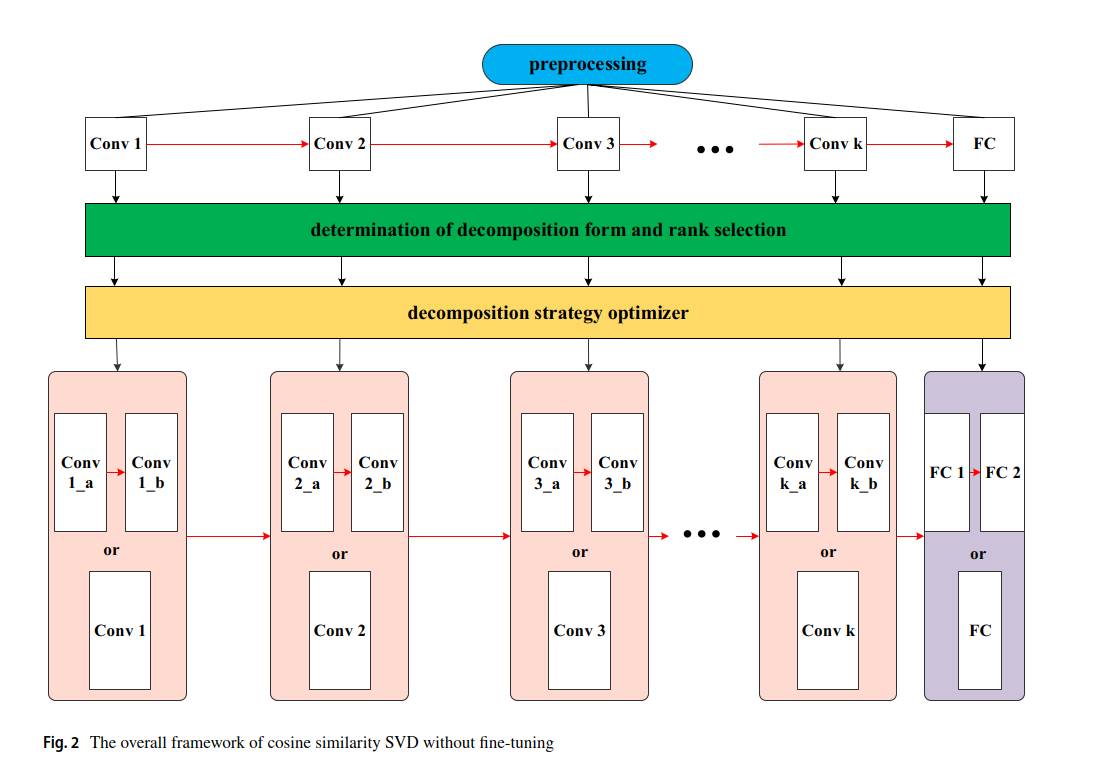 preprocessing
Conv 1
Conv 2
Conv 3
...
Conv k
FC
determination of decomposition form and rank selection
decomposition strategy optimizer
Conv
1_a
Conv
1_b
or
Conv 1
Conv
2_a
Conv
2_b
or
Conv 2
Conv
3_a
Conv
3_b
or
Conv 3
...
Conv
k_a
Conv
k_b
or
Conv k
FC 1
FC 2
or
FC
Fig. 2 The overall framework of cosine similarity SVD without fine-tuning